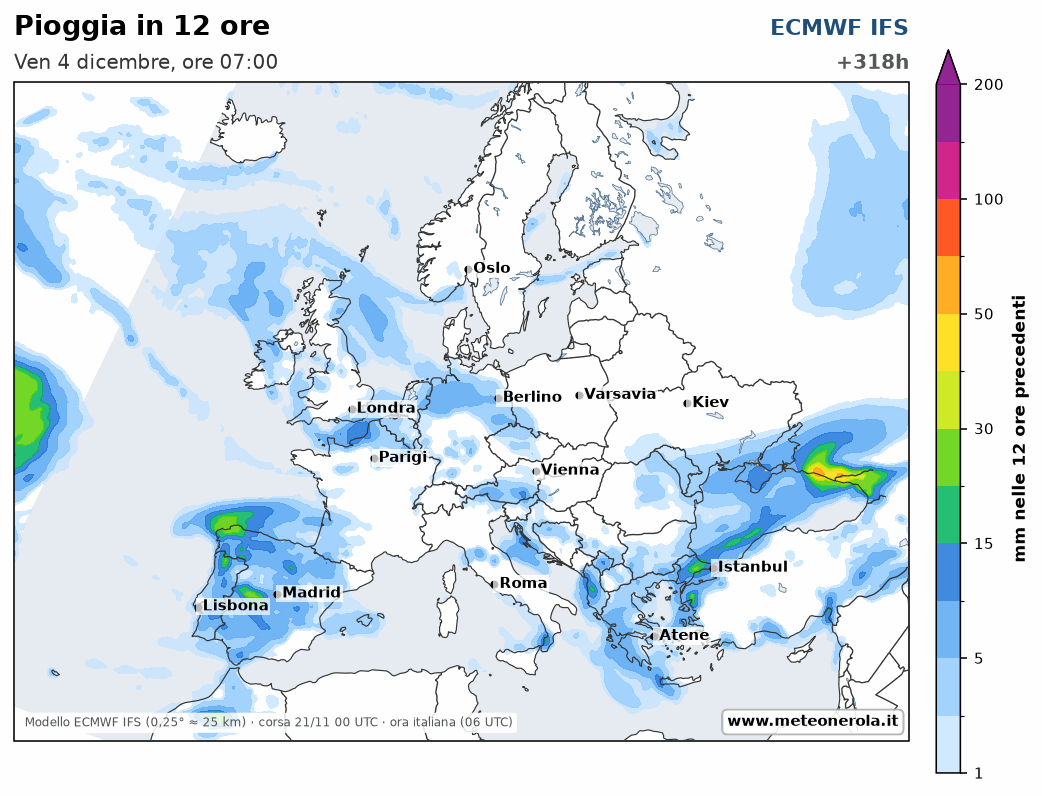 Pioggia in 12 ore
ECMWF IFS
Ven 4 dicembre, ore 07:00
+318h
200
100
50
30
15
5
1
mm nelle 12 ore precedenti
Oslo
Berlino
Varsavia
Kiev
Londra
Parigi
Vienna
Istanbul
Roma
Madrid
Lisbona
Atene
Modello ECMWF IFS (0,25° ≈ 25 km) · corsa 21/11 00 UTC · ora italiana (06 UTC)
www.meteonerola.it